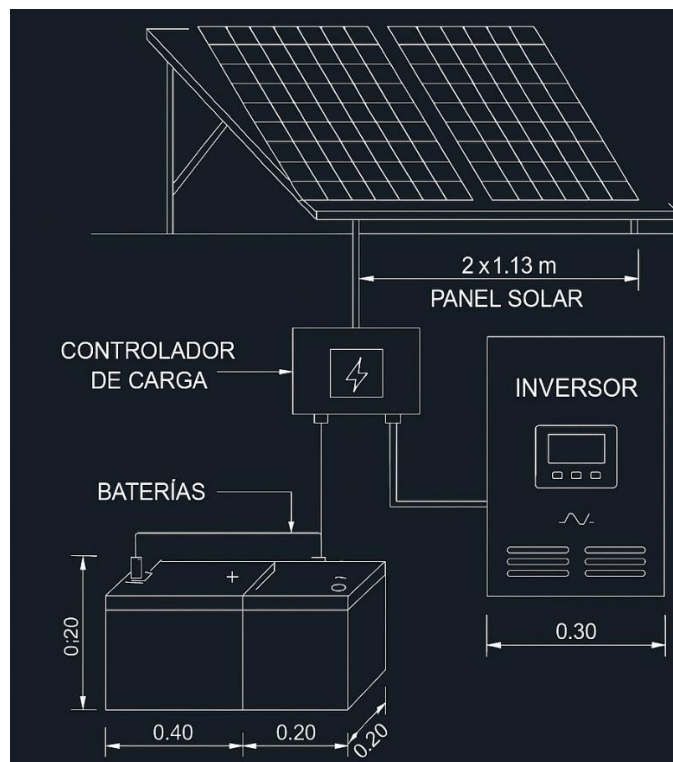 2 x 1.13 m
PANEL SOLAR
CONTROLADOR
DE CARGA
INVERSOR
BATERÍAS
+
0:20
0.30
0.40
0.20
0.20